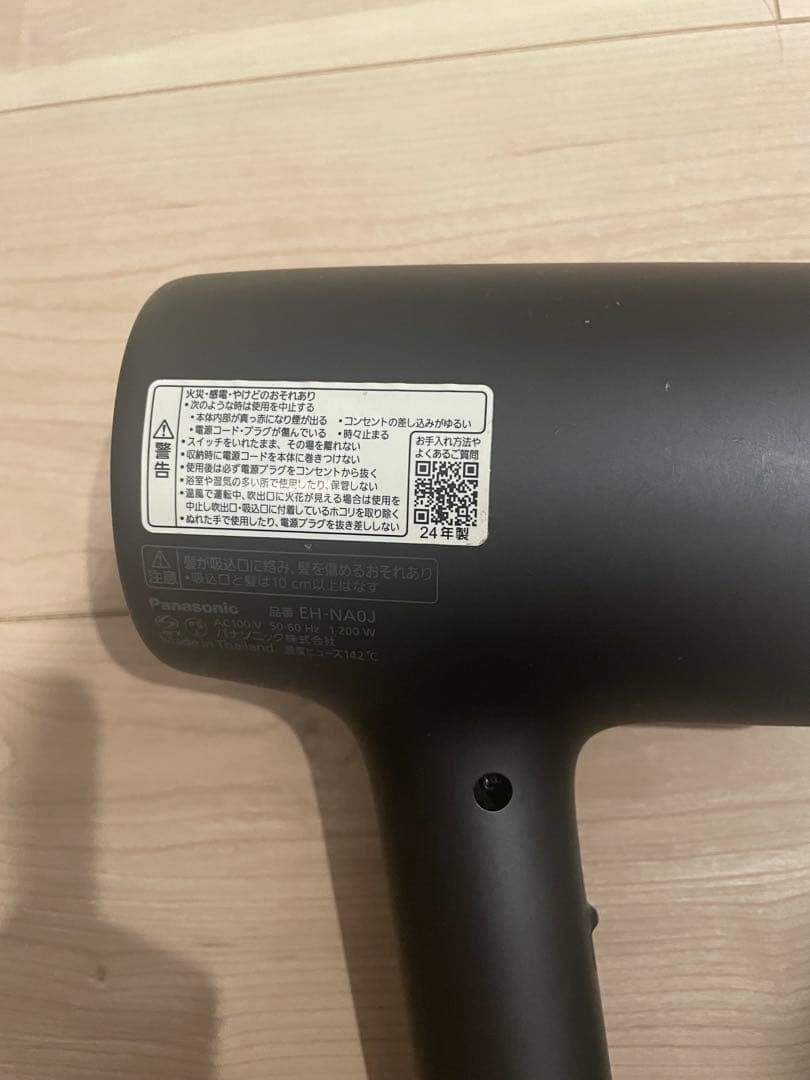 警告
火災・感電・やけどのおそれあり
・次のような時は使用を中止する
・本体内部が真っ赤になり煙が出る ・コンセントの差し込みがゆるい
・電源コード・プラグが傷んでいる ・時々止まる
・スイッチをいれたまま、その場を離れない
・収納時に電源コードを本体に巻きつけない
・使用後は必ず電源プラグをコンセントから抜く
・浴室や湿気の多い所で使用したり、保管しない
・温風で運転中、吹出口に火花が見える場合は使用を
中止し吹出口・吸込口に付着しているホコリを取り除く
・ぬれた手で使用したり、電源プラグを抜き差ししない
お手入れ方法や
よくあるご質問
24年製
注意
髪が吸込口に絡み、髪を傷めるおそれあり
・吸込口と髪は10 cm以上はなす
Panasonic 品番 EH-NA0J
AC100 V 50-60 Hz 1 200 W
パナソニック株式会社
Made in Thailand 温度ヒューズ142 ℃